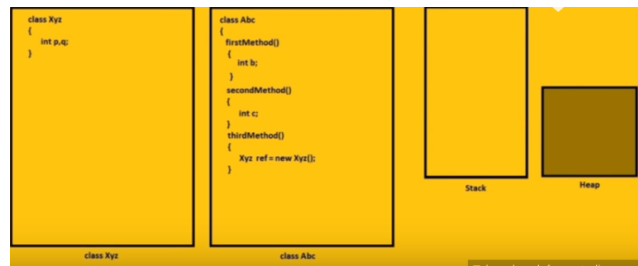 class Xyz
{
int p,q;
}
class Abc
{
firstMethod()
{
int b;
}
secondMethod()
{
int c;
}
thirdMethod()
{
Xyz ref = new Xyz();
}
Stack
Heap
class Xyz
class Abc